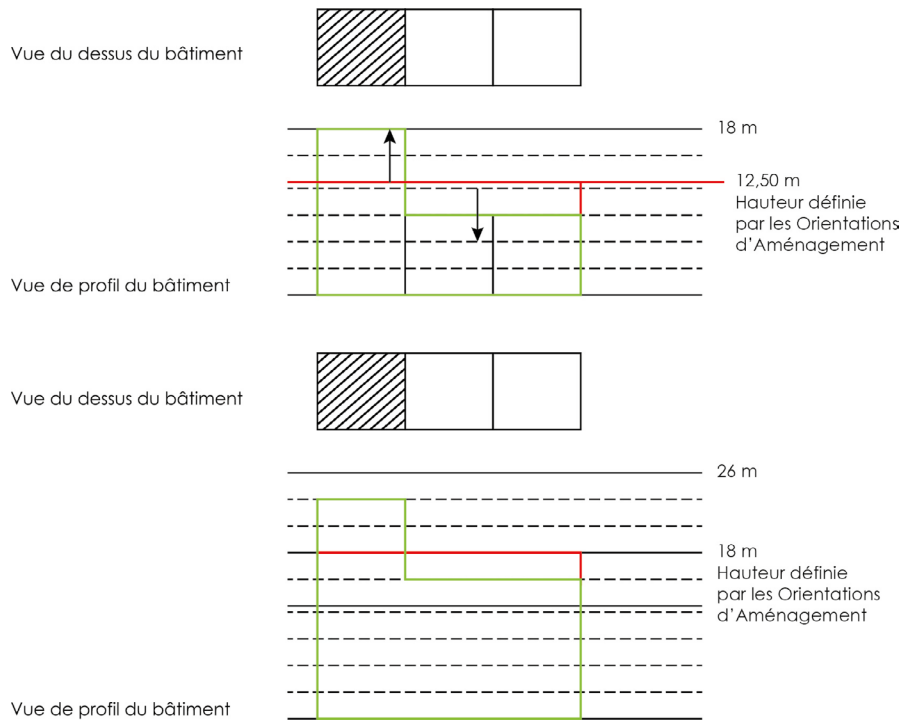 Vue du dessus du bâtiment
18 m
12,50 m
Hauteur définie
par les Orientations
d'Aménagement
Vue de profil du bâtiment
Vue du dessus du bâtiment
26 m
18 m
Hauteur définie
par les Orientations
d'Aménagement
Vue de profil du bâtiment